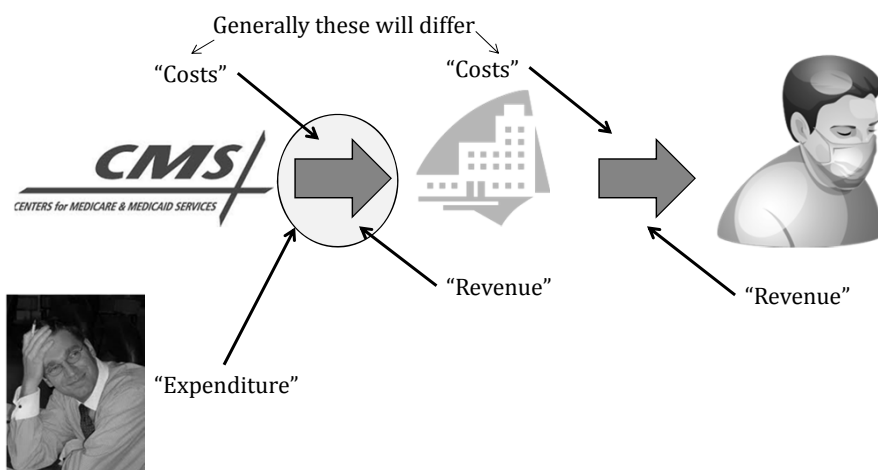 Generally these will differ
“Costs”
“Costs”
CMS
CENTERS for MEDICARE & MEDICAID SERVICES
“Revenue”
“Revenue”
“Expenditure”